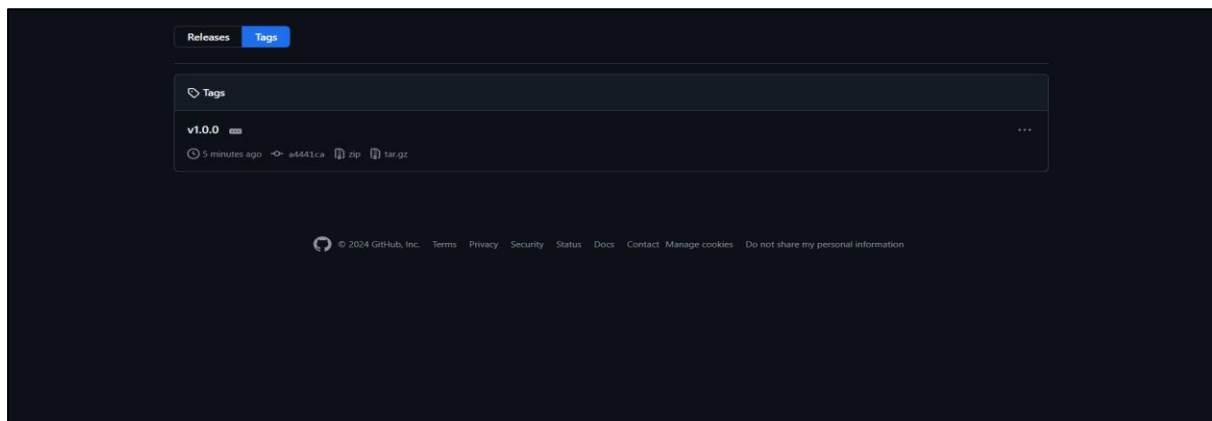 Releases Tags
Tags
v1.0.0 ...
5 minutes ago a4441ca zip tar.gz
© 2024 GitHub, Inc. Terms Privacy Security Status Docs Contact Manage cookies Do not share my personal information